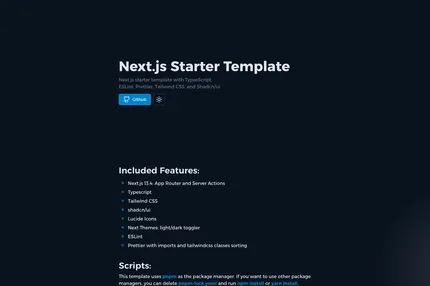 Next.js Starter Template
Next.js starter template with TypeScript,
ESLint, Prettier, Tailwind CSS and Shadcn/ui
GitHub
Included Features:
Next.js 13.4: App Router and Server Actions
Typescript
Tailwind CSS
shadcn/ui
Lucide Icons
Next Themes: light/dark toggler
ESLint
Prettier with imports and tailwindcss classes sorting
Scripts:
This template uses pnpm as the package manager. If you want to use other package
managers, you can delete pnpm-lock.yaml and run npm install or yarn install.